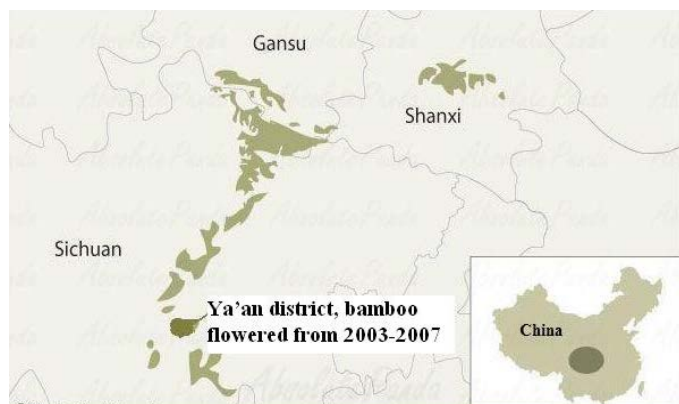 Gansu
Shanxi
Sichuan
Ya'an district, bamboo
flowered from 2003-2007
China